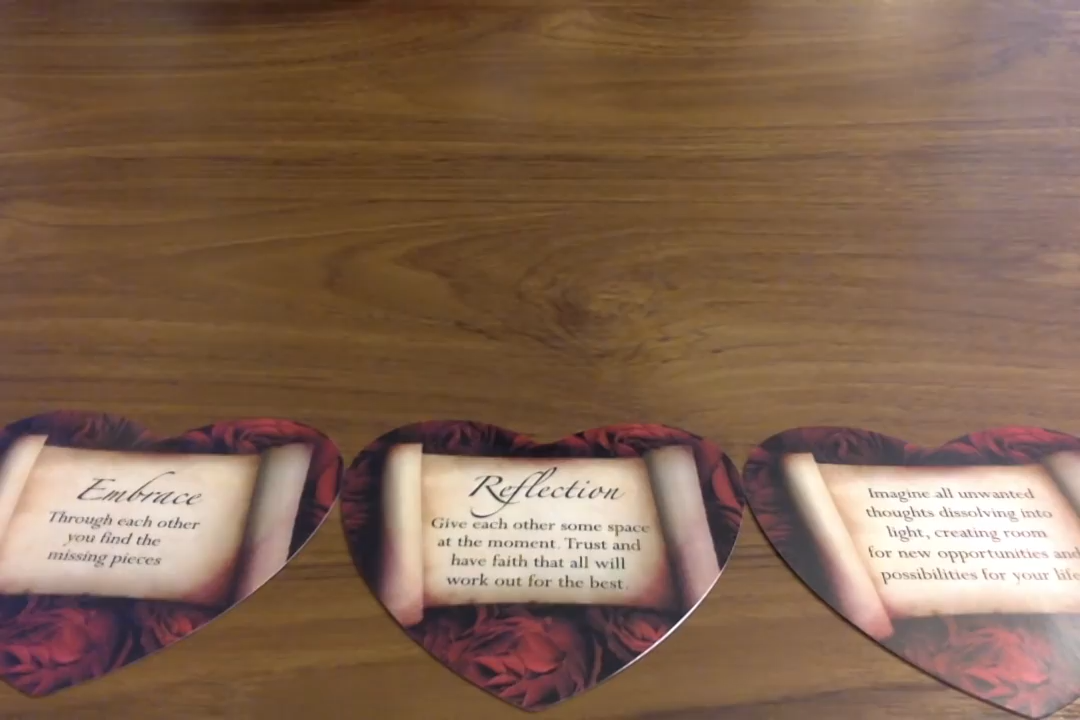 Embrace
Through each other
you find the
missing pieces
Reflection
Give each other some space
at the moment. Trust and
have faith that all will
work out for the best.
Imagine all unwanted
thoughts dissolving into
light, creating room
for new opportunities and
possibilities for your life